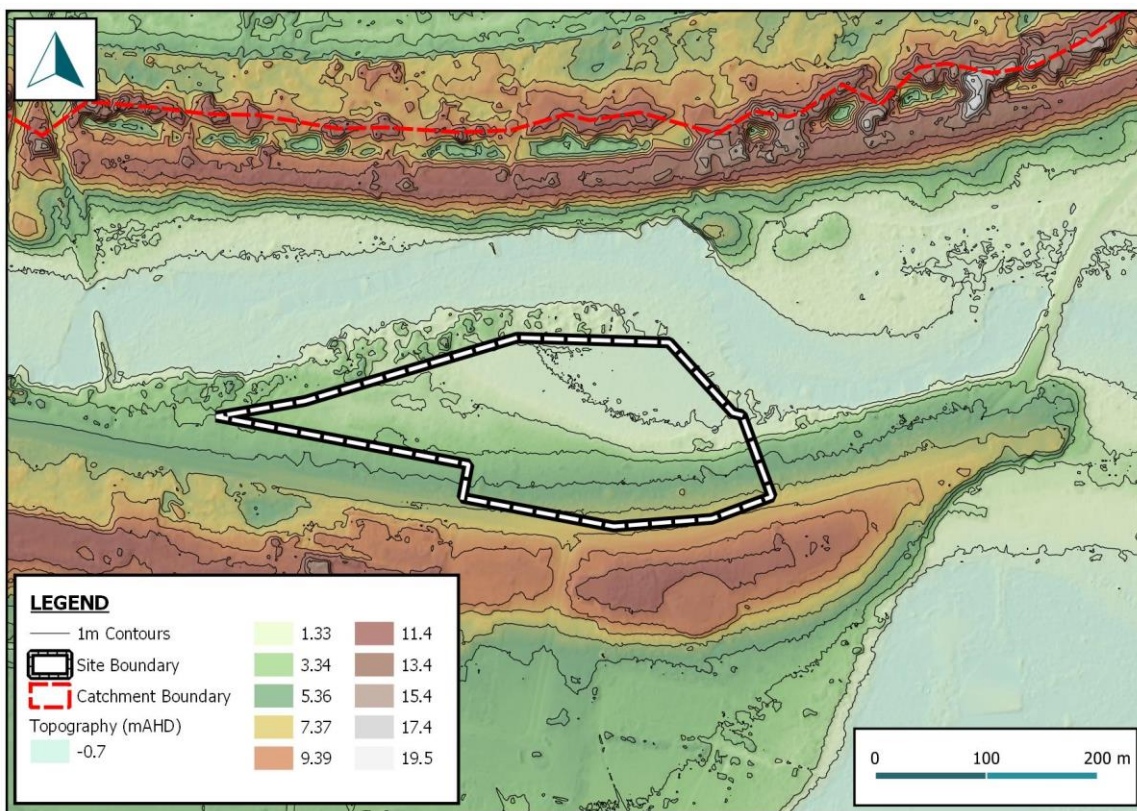 LEGEND
1m Contours
Site Boundary
Catchment Boundary
Topography (mAHD)
-0.7
1.33
3.34
5.36
7.37
9.39
11.4
13.4
15.4
17.4
19.5
0 100 200 m